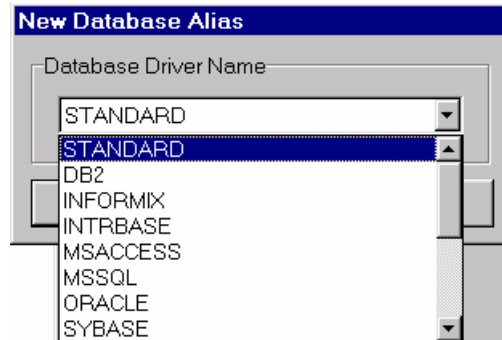 New Database Alias
Database Driver Name
STANDARD
STANDARD
DB2
INFORMIX
INTRBASE
MSACCESS
MSSQL
ORACLE
SYBASE